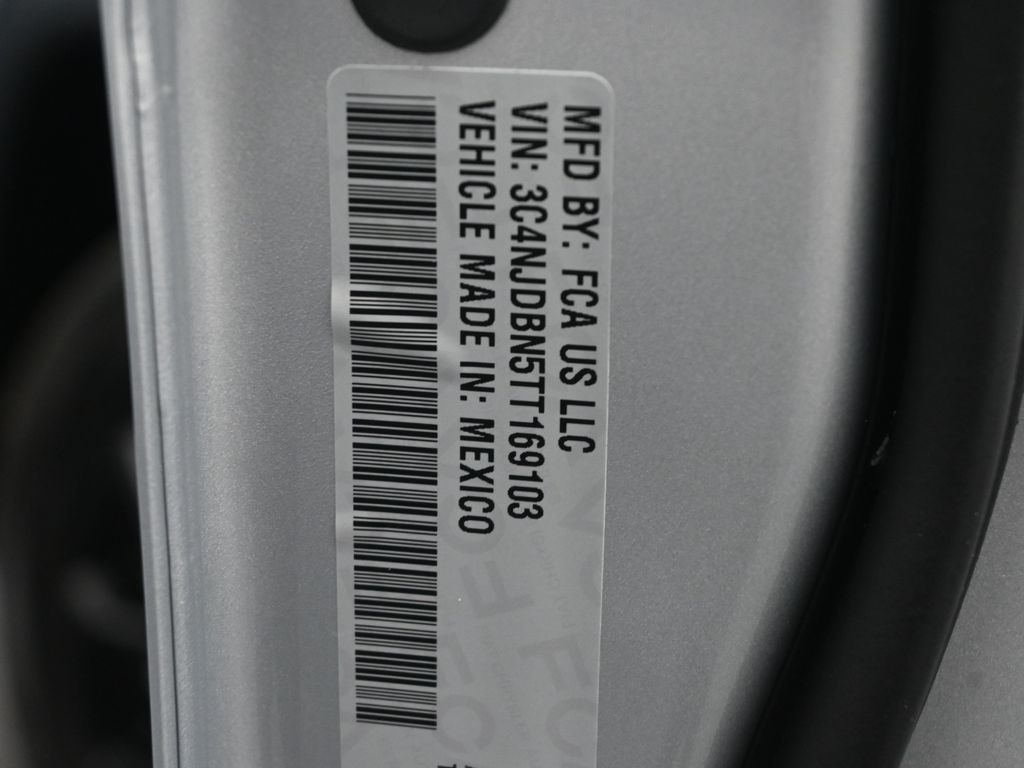 MFD BY: FCA US LLC
VIN: 3C4NJDBN5TT169103
VEHICLE MADE IN: MEXICO